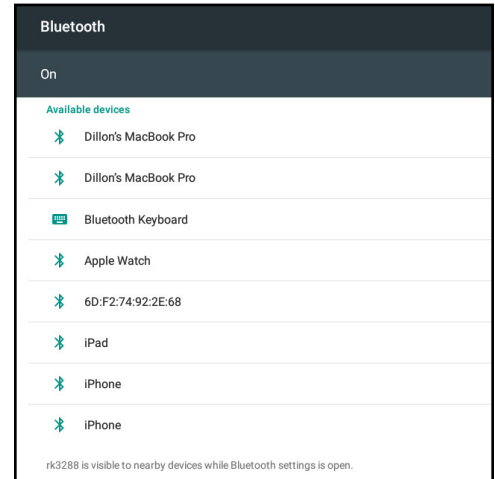 Bluetooth
On
Available devices
Dillon’s MacBook Pro
Dillon’s MacBook Pro
Bluetooth Keyboard
Apple Watch
6D:F2:74:92:2E:68
iPad
iPhone
iPhone
rk3288 is visible to nearby devices while Bluetooth settings is open.